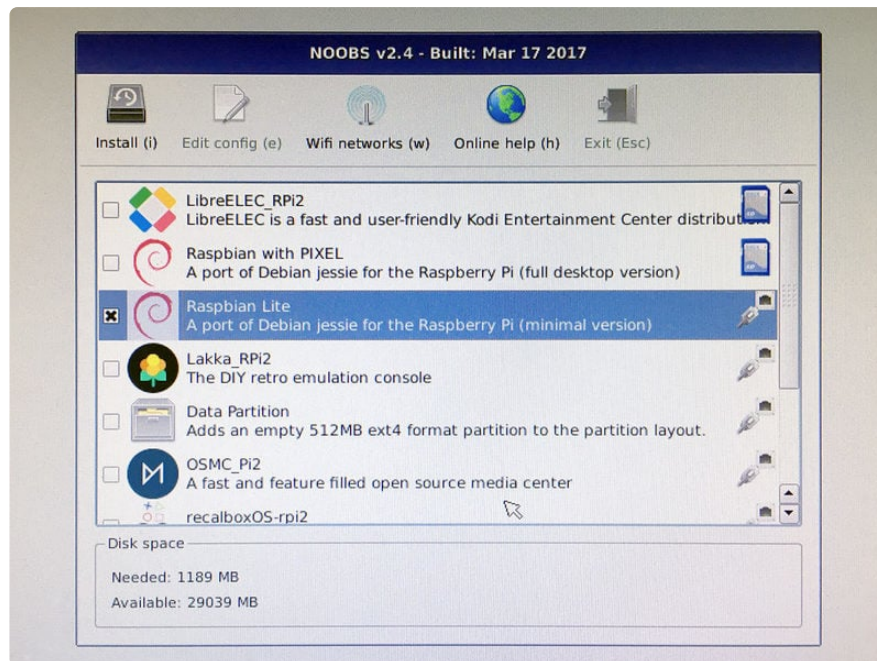 NOOBS v2.4 - Built: Mar 17 2017
Install (i) Edit config (e) Wifi networks (w) Online help (h) Exit (Esc)
LibreELEC_RPi2
LibreELEC is a fast and user-friendly Kodi Entertainment Center distribut
Raspbian with PIXEL
A port of Debian jessie for the Raspberry Pi (full desktop version)
Raspbian Lite
A port of Debian jessie for the Raspberry Pi (minimal version)
Lakka_RPi2
The DIY retro emulation console
Data Partition
Adds an empty 512MB ext4 format partition to the partition layout.
OSMC_Pi2
A fast and feature filled open source media center
recalboxOS-rpi2
Disk space
Needed: 1189 MB
Available: 29039 MB